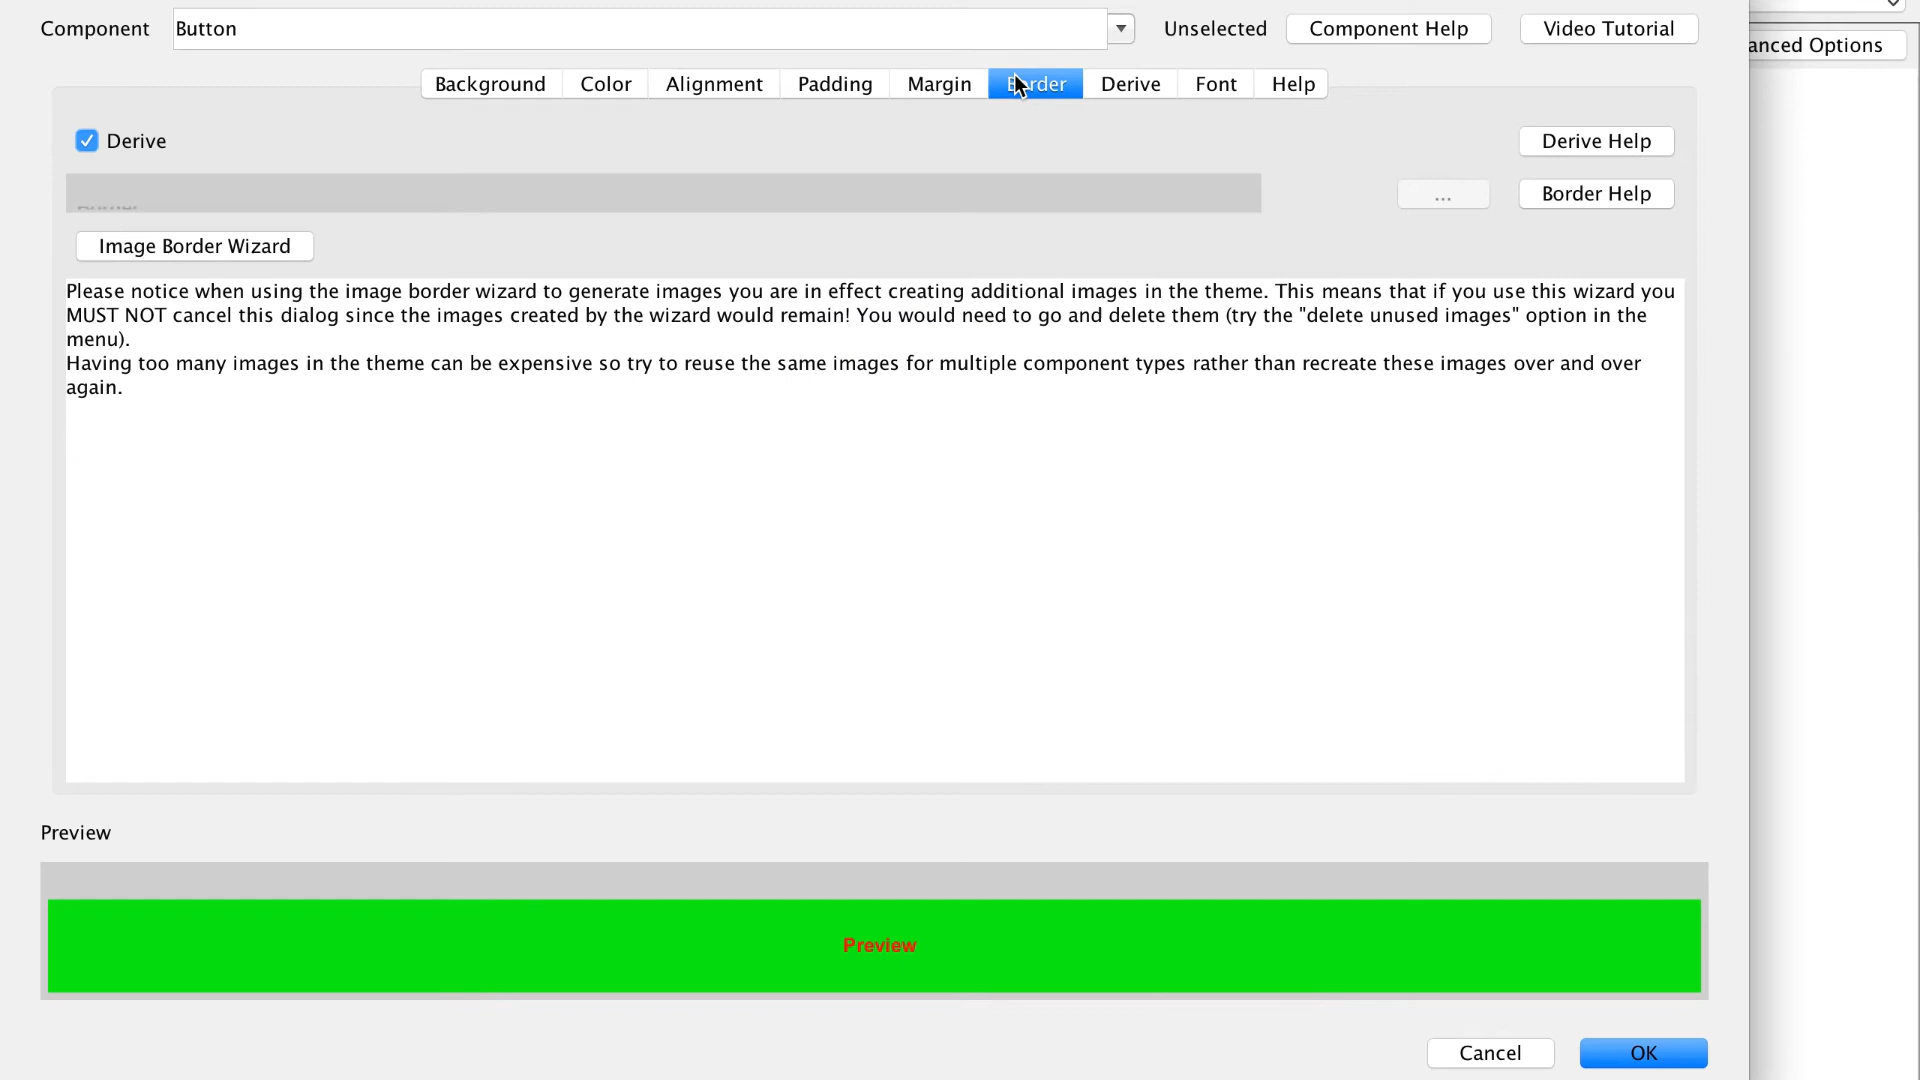 Component Button Unselected Component Help Video Tutorial
anced Options
Background Color Alignment Padding Margin Border Derive Font Help
Derive Derive Help
... Border Help
Image Border Wizard
Please notice when using the image border wizard to generate images you are in effect creating additional images in the theme. This means that if you use this wizard you
MUST NOT cancel this dialog since the images created by the wizard would remain! You would need to go and delete them (try the "delete unused images" option in the
menu).
Having too many images in the theme can be expensive so try to reuse the same images for multiple component types rather than recreate these images over and over
again.
Preview
Preview
Cancel OK